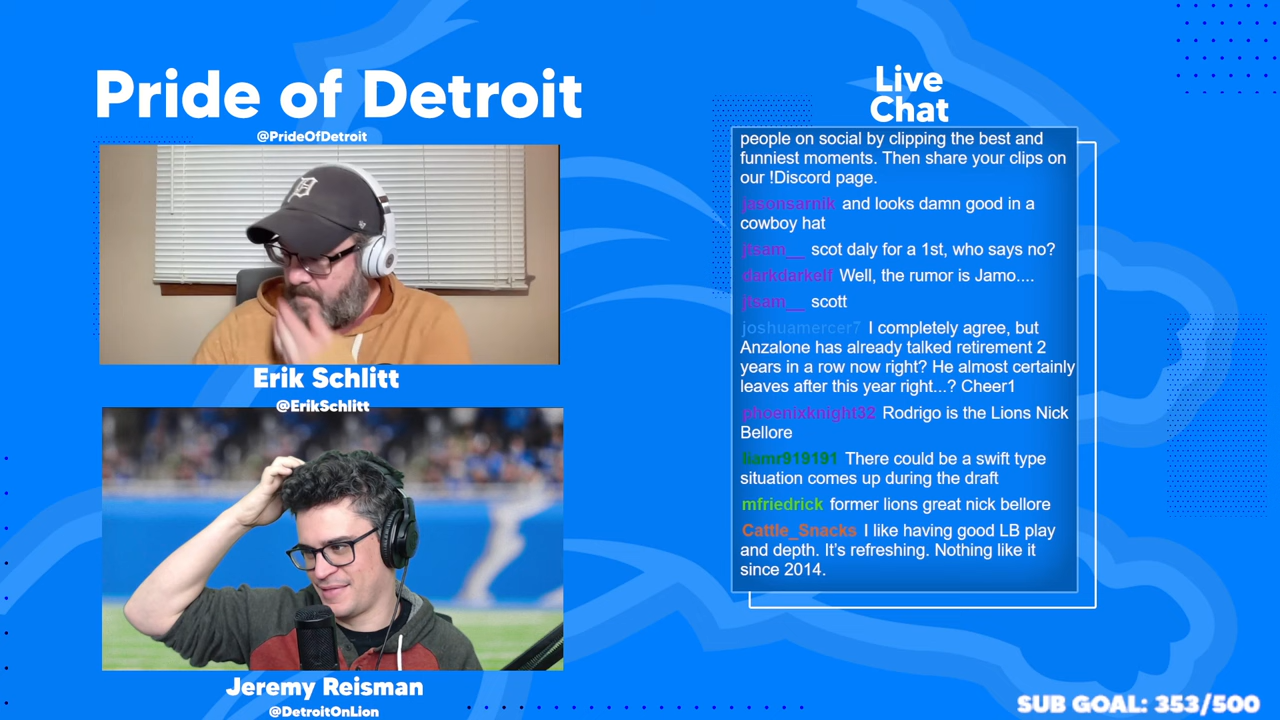 Pride of Detroit
@PrideOfDetroit
Erik Schlitt
@ErikSchlitt
Jeremy Reisman
@DetroitOnLion
Live
Chat
people on social by clipping the best and
funniest moments. Then share your clips on
our !Discord page.
jasonsarnik and looks damn good in a
cowboy hat
jtsam__ scot daly for a 1st, who says no?
darkdarkelf Well, the rumor is Jamo....
jtsam__ scott
joshuamercer7 I completely agree, but
Anzalone has already talked retirement 2
years in a row now right? He almost certainly
leaves after this year right...? Cheer1
phoenixknight32 Rodrigo is the Lions Nick
Bellore
liamr919191 There could be a swift type
situation comes up during the draft
mfriedrick former lions great nick bellore
Cattle_Snacks I like having good LB play
and depth. It's refreshing. Nothing like it
since 2014.
SUB GOAL: 353/500